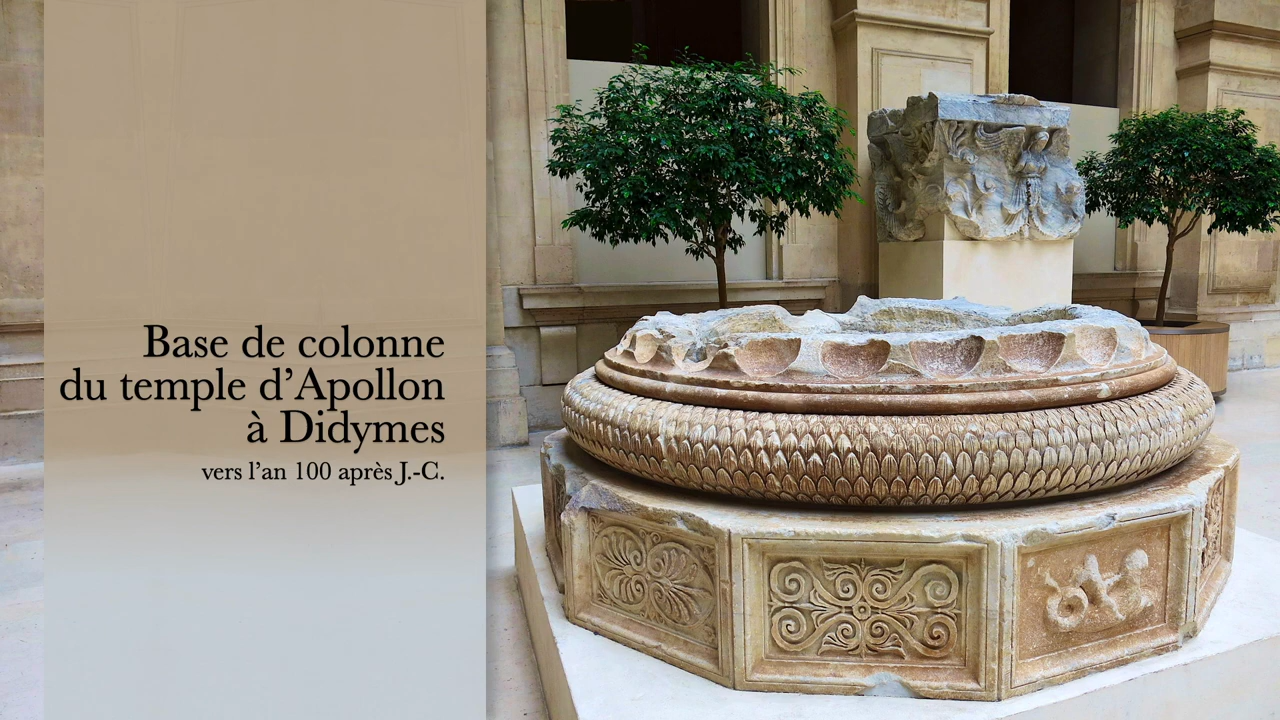 Base de colonne
du temple d’Apollon
à Didymes
vers l’an 100 après J.-C.